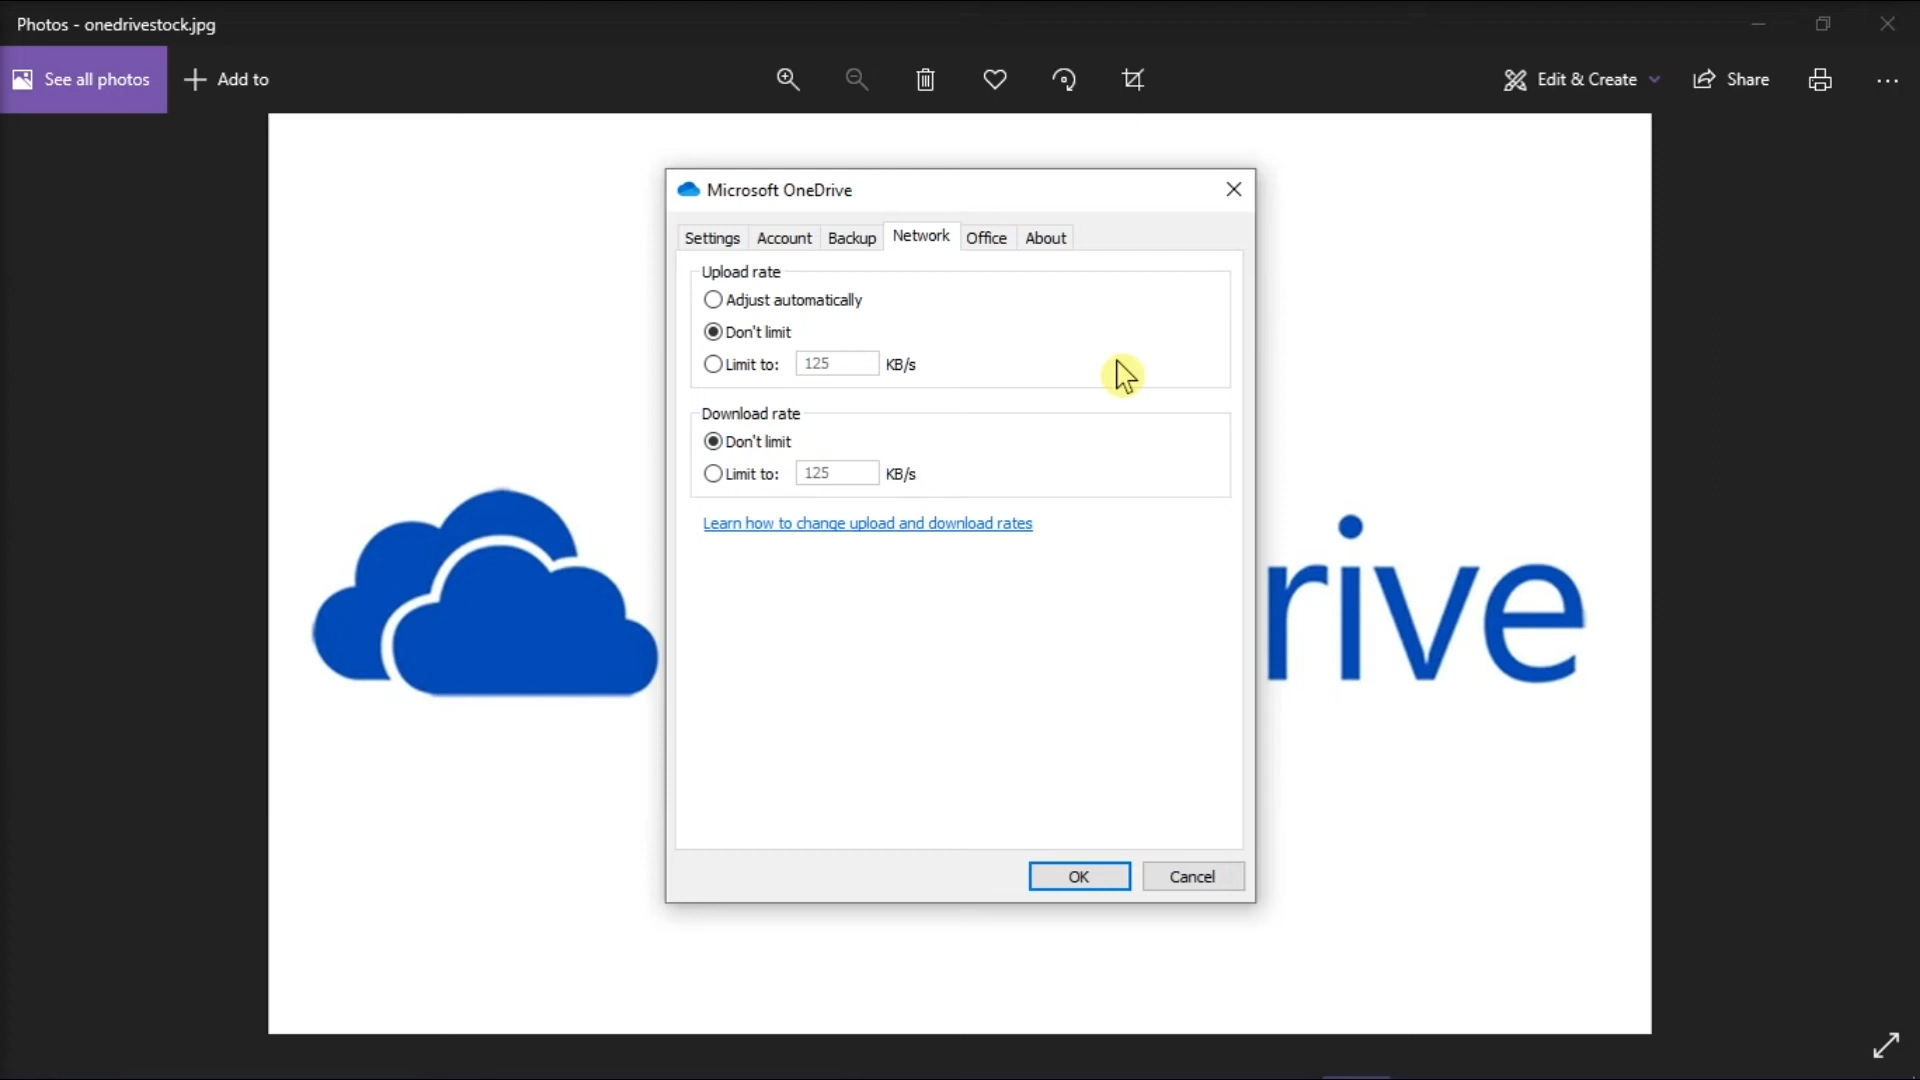 Photos - onedrivestock.jpg
See all photos
Add to
Edit & Create
Share
Microsoft OneDrive
Settings Account Backup Network Office About
Upload rate
Adjust automatically
Don't limit
Limit to: 125 KB/s
Download rate
Don't limit
Limit to: 125 KB/s
Learn how to change upload and download rates
rive
OK Cancel